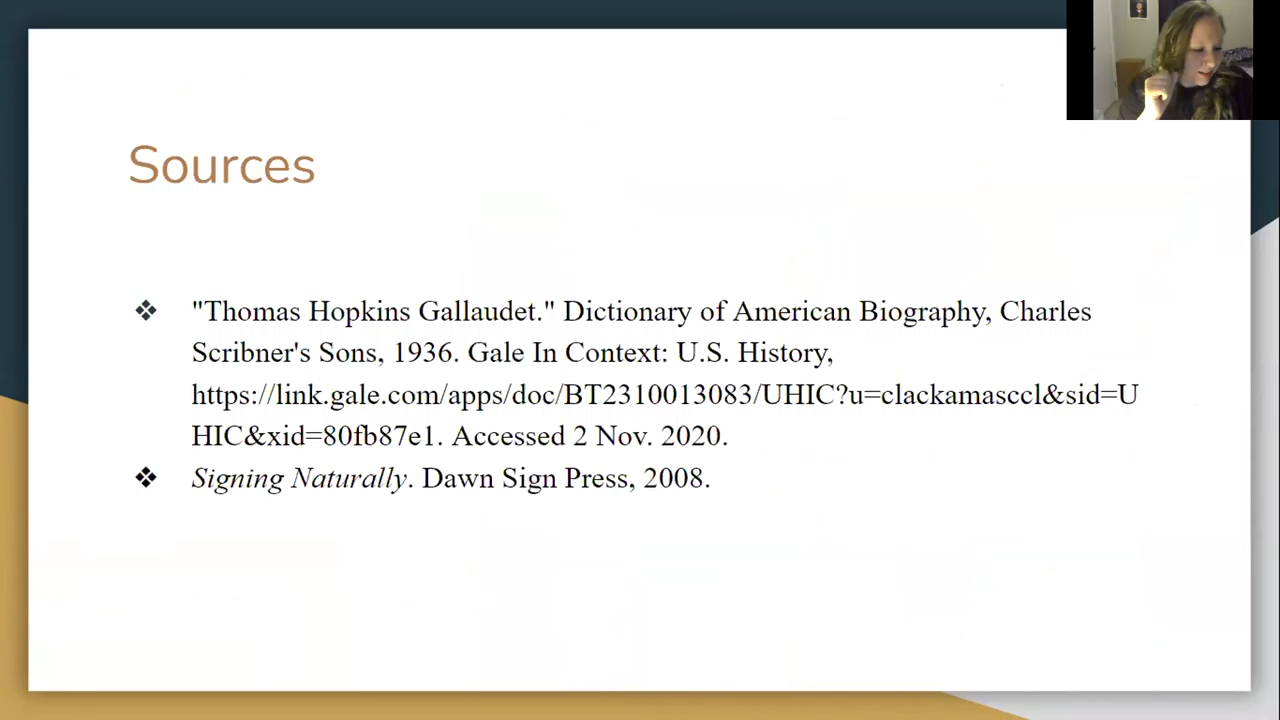 Sources
❖ "Thomas Hopkins Gallaudet." Dictionary of American Biography, Charles
Scribner's Sons, 1936. Gale In Context: U.S. History,
https://link.gale.com/apps/doc/BT2310013083/UHIC?u=clackamasccl&sid=U
HIC&xid=80fb87e1. Accessed 2 Nov. 2020.
❖ Signing Naturally. Dawn Sign Press, 2008.